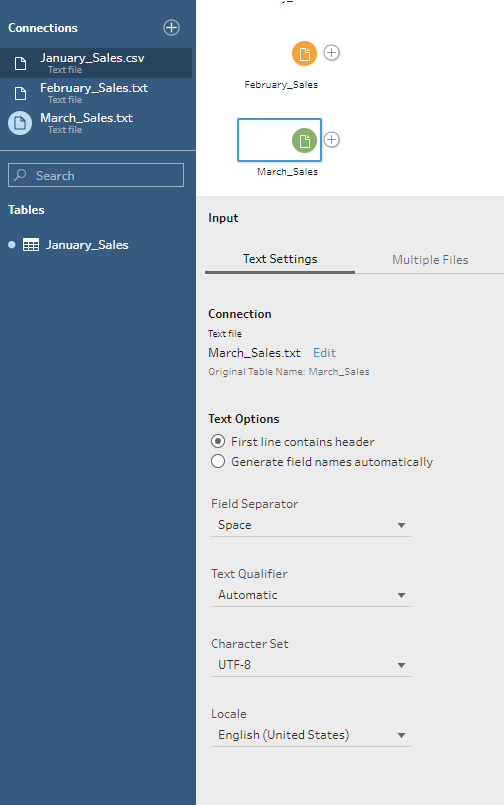 Connections
January_Sales.csv
Text file
February_Sales.txt
Text file
March_Sales.txt
Text file
Search
Tables
January_Sales
February_Sales
March_Sales
Input
Text Settings
Multiple Files
Connection
Text file
March_Sales.txt Edit
Original Table Name: March_Sales
Text Options
First line contains header
Generate field names automatically
Field Separator
Space
Text Qualifier
Automatic
Character Set
UTF-8
Locale
English (United States)